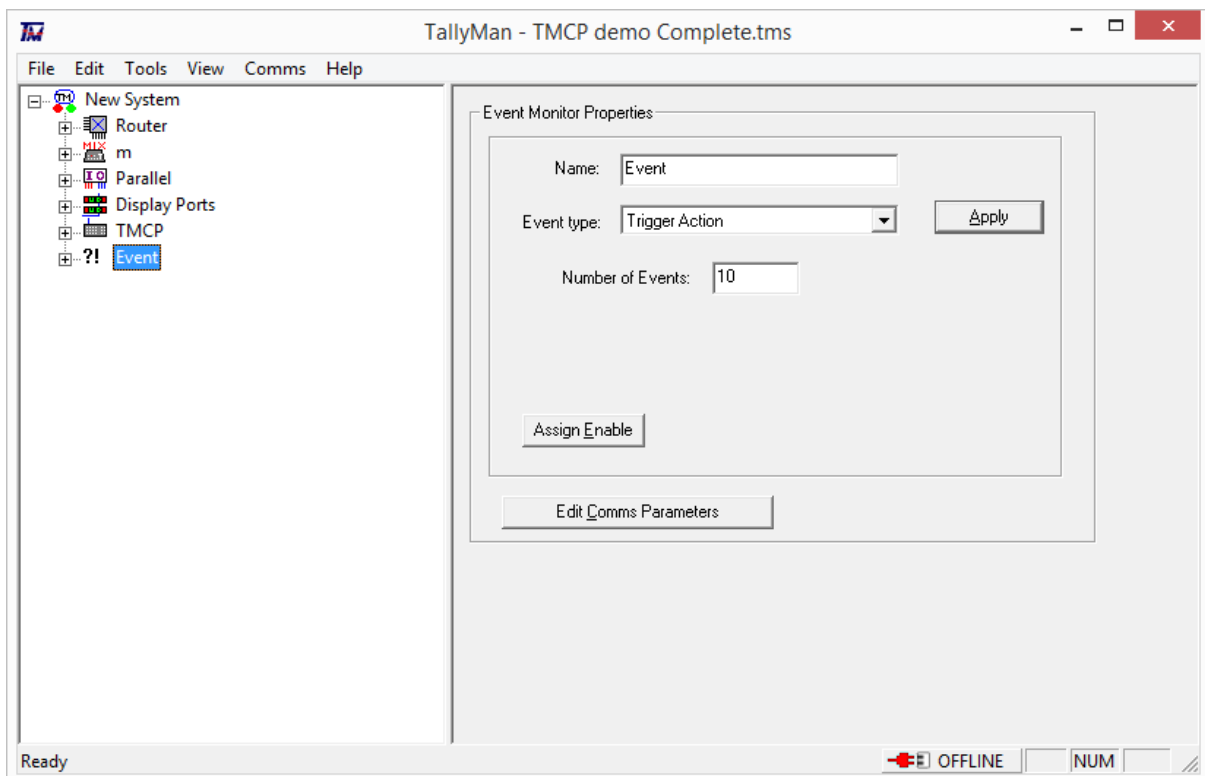 TallyMan - TMCP demo Complete.tms
File Edit Tools View Comms Help
New System
Router
m
Parallel
Display Ports
TMCP
?! Event
Event Monitor Properties
Name: Event
Event type: Trigger Action
Apply
Number of Events: 10
Assign Enable
Edit Comms Parameters
Ready
OFFLINE
NUM